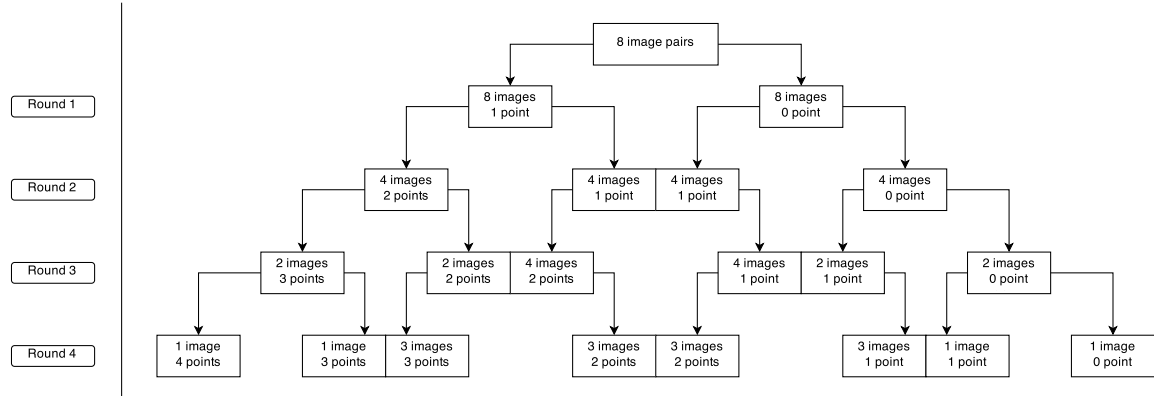 8 image pairs
Round 1
8 images
1 point
8 images
0 point
Round 2
4 images
2 points
4 images
1 point
4 images
1 point
4 images
0 point
Round 3
2 images
3 points
2 images
2 points
4 images
2 points
4 images
1 point
2 images
1 point
2 images
0 point
Round 4
1 image
4 points
1 image
3 points
3 images
3 points
3 images
2 points
3 images
2 points
3 images
1 point
1 image
1 point
1 image
0 point